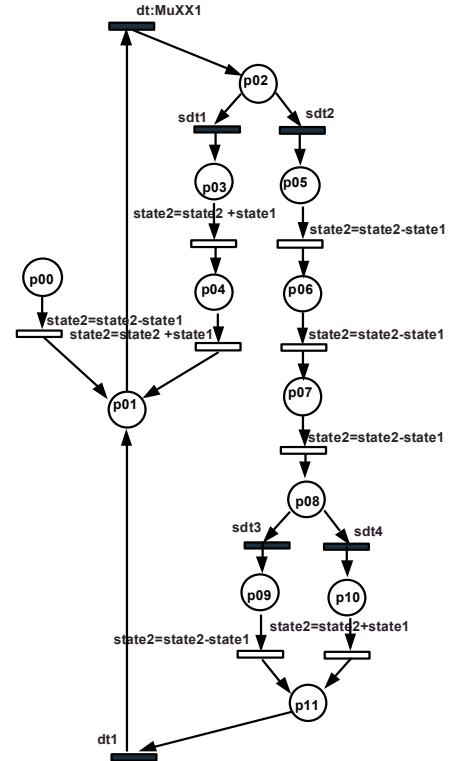 dt:MuXX1
p02
sdt1
sdt2
p03
p05
state2=state2 +state1
state2=state2-state1
p00
p04
p06
state2=state2-state1
state2=state2 +state1
state2=state2-state1
p01
p07
state2=state2-state1
p08
sdt3
sdt4
p09
p10
state2=state2-state1
state2=state2+state1
p11
dt1